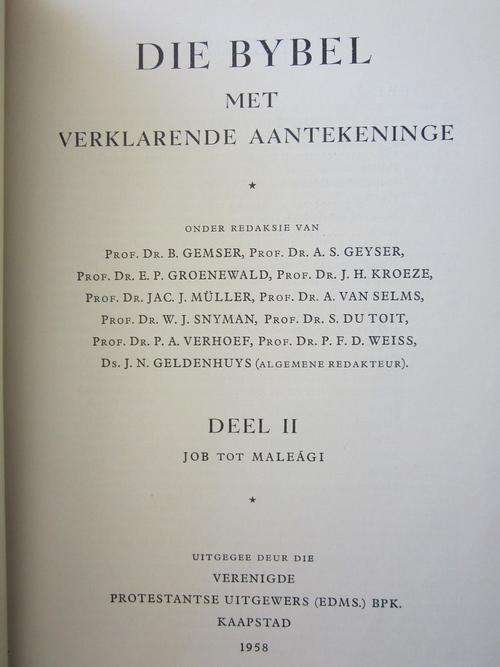 DIE BYBEL
MET
VERKLARENDE AANTEKENINGE
★
ONDER REDAKSIE VAN
PROF. DR. B. GEMSER, PROF. DR. A. S. GEYSER,
PROF. DR. E. P. GROENEWALD, PROF. DR. J. H. KROEZE,
PROF. DR. JAC. J. MÜLLER, PROF. DR. A. VAN SELMS,
PROF. DR. W. J. SNYMAN, PROF. DR. S. DU TOIT,
PROF. DR. P. A. VERHOEF, PROF. DR. P. F. D. WEISS,
DS. J. N. GELDENHUYS (ALGEMENE REDAKTEUR).
DEEL II
JOB TOT MALEÁGI
★
UITGEGEE DEUR DIE
VERENIGDE
PROTESTANTSE UITGEWERS (EDMS.) BPK.
KAAPSTAD
1958